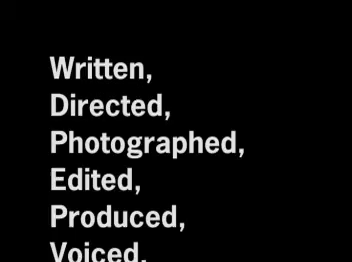 Written,
Directed,
Photographed,
Edited,
Produced,
Voiced,